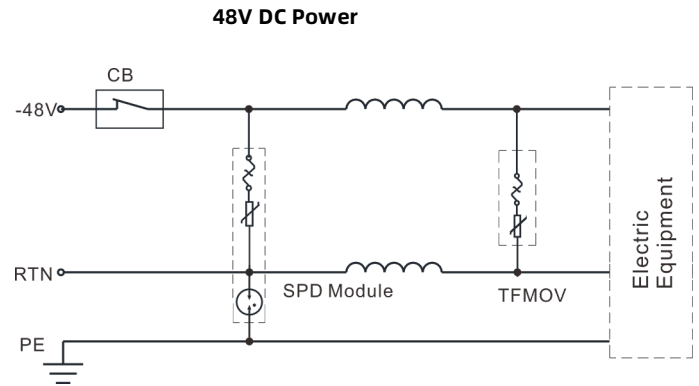 48V DC Power
CB
-48V
RTN
SPD Module
TFMOV
Electric
Equipment
PE